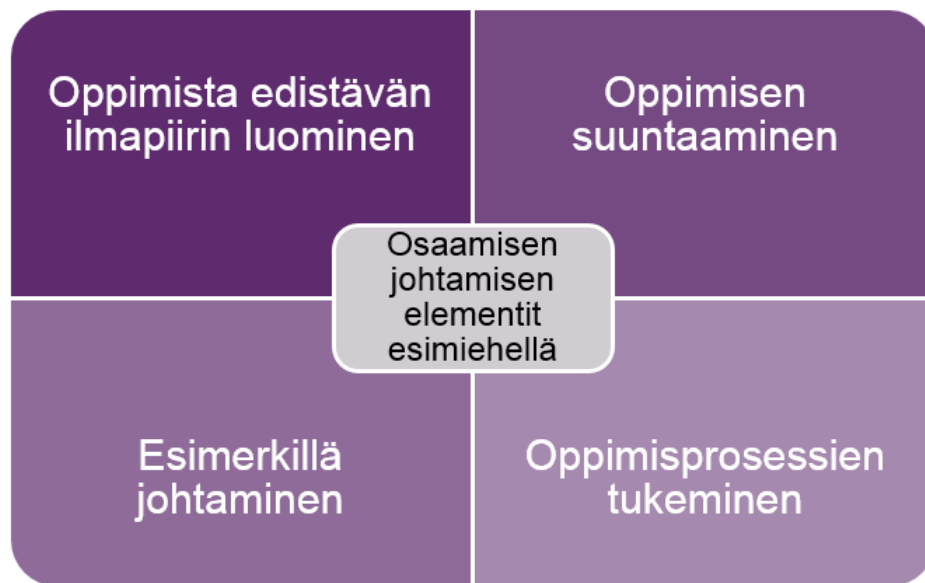 Oppimista edistävän
ilmapiirin luominen
Oppimisen
suuntaaminen
Osaamisen
johtamisen
elementit
esimiehellä
Esimerkillä
johtaminen
Oppimisprosessien
tukeminen